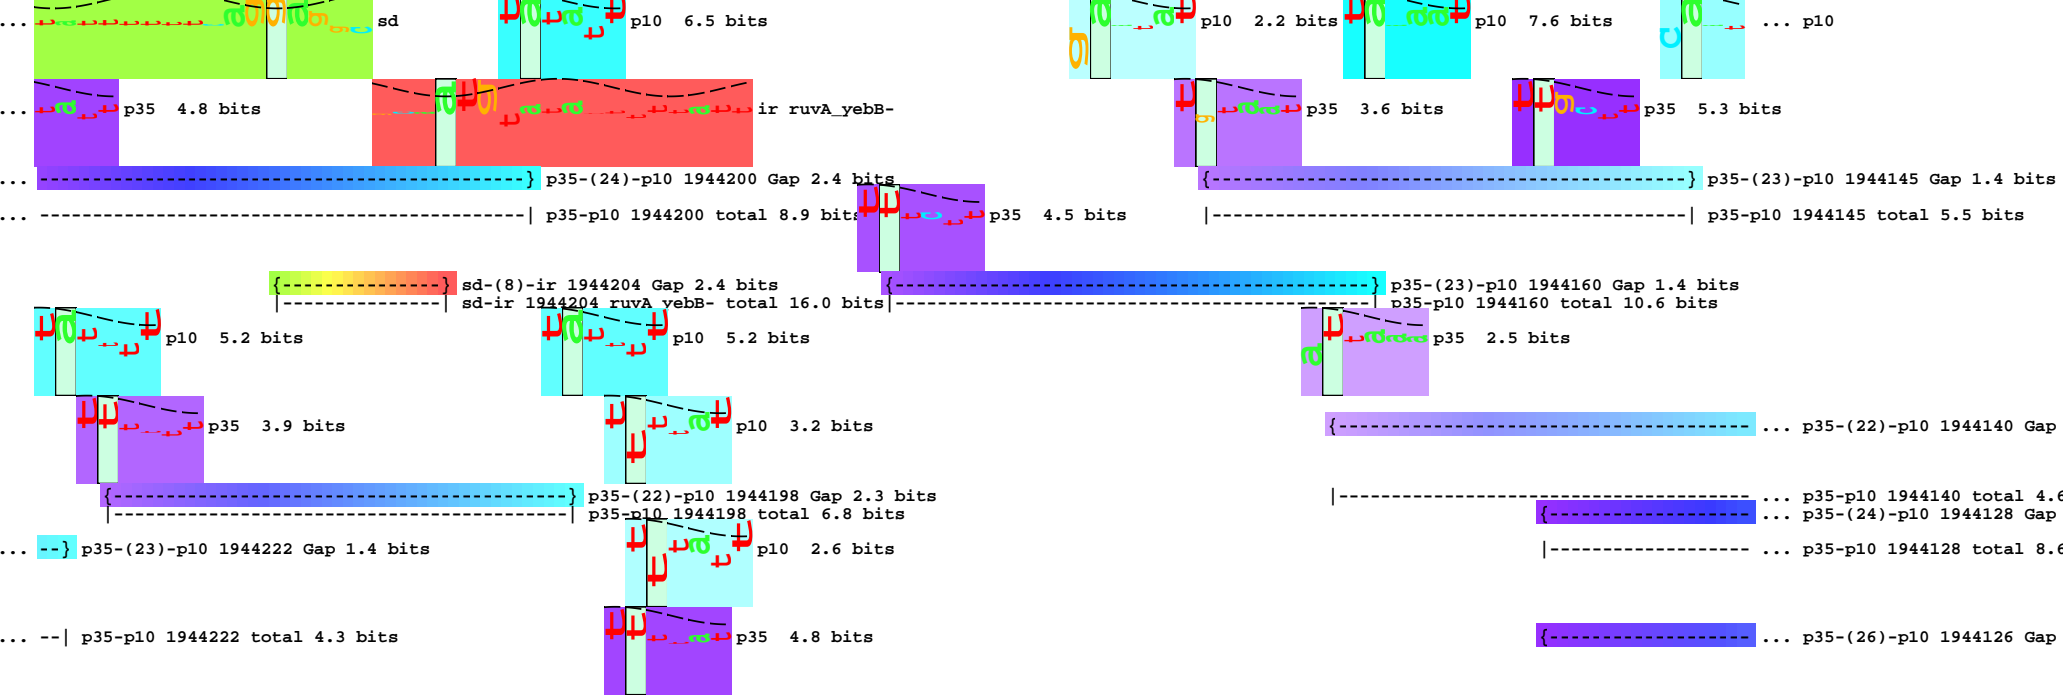 ... sd p10 6.5 bits p10 2.2 bits p10 7.6 bits ... p10
... p35 4.8 bits ir ruvA_yebB- p35 3.6 bits p35 5.3 bits
... --------------------------------------} p35-(24)-p10 1944200 Gap 2.4 bits {--------------------------------------} p35-(23)-p10 1944145 Gap 1.4 bits
... ---------------------------------------| p35-p10 1944200 total 8.9 bits p35 4.5 bits |--------------------------------------| p35-p10 1944145 total 5.5 bits
{-------------} sd-(8)-ir 1944204 Gap 2.4 bits {--------------------------------------} p35-(23)-p10 1944160 Gap 1.4 bits
|-------------| sd-ir 1944204 ruvA_yebB- total 16.0 bits |--------------------------------------| p35-p10 1944160 total 10.6 bits
p10 5.2 bits p10 5.2 bits p35 2.5 bits
p35 3.9 bits p10 3.2 bits {---------------------------------- ... p35-(22)-p10 1944140 Gap
{-------------------------------------} p35-(22)-p10 1944198 Gap 2.3 bits |---------------------------------- ... p35-p10 1944140 total 4.6
|-------------------------------------| p35-p10 1944198 total 6.8 bits {----------------- ... p35-(24)-p10 1944128 Gap
... --} p35-(23)-p10 1944222 Gap 1.4 bits p10 2.6 bits |----------------- ... p35-p10 1944128 total 8.6
... --| p35-p10 1944222 total 4.3 bits p35 4.8 bits {----------------- ... p35-(26)-p10 1944126 Gap